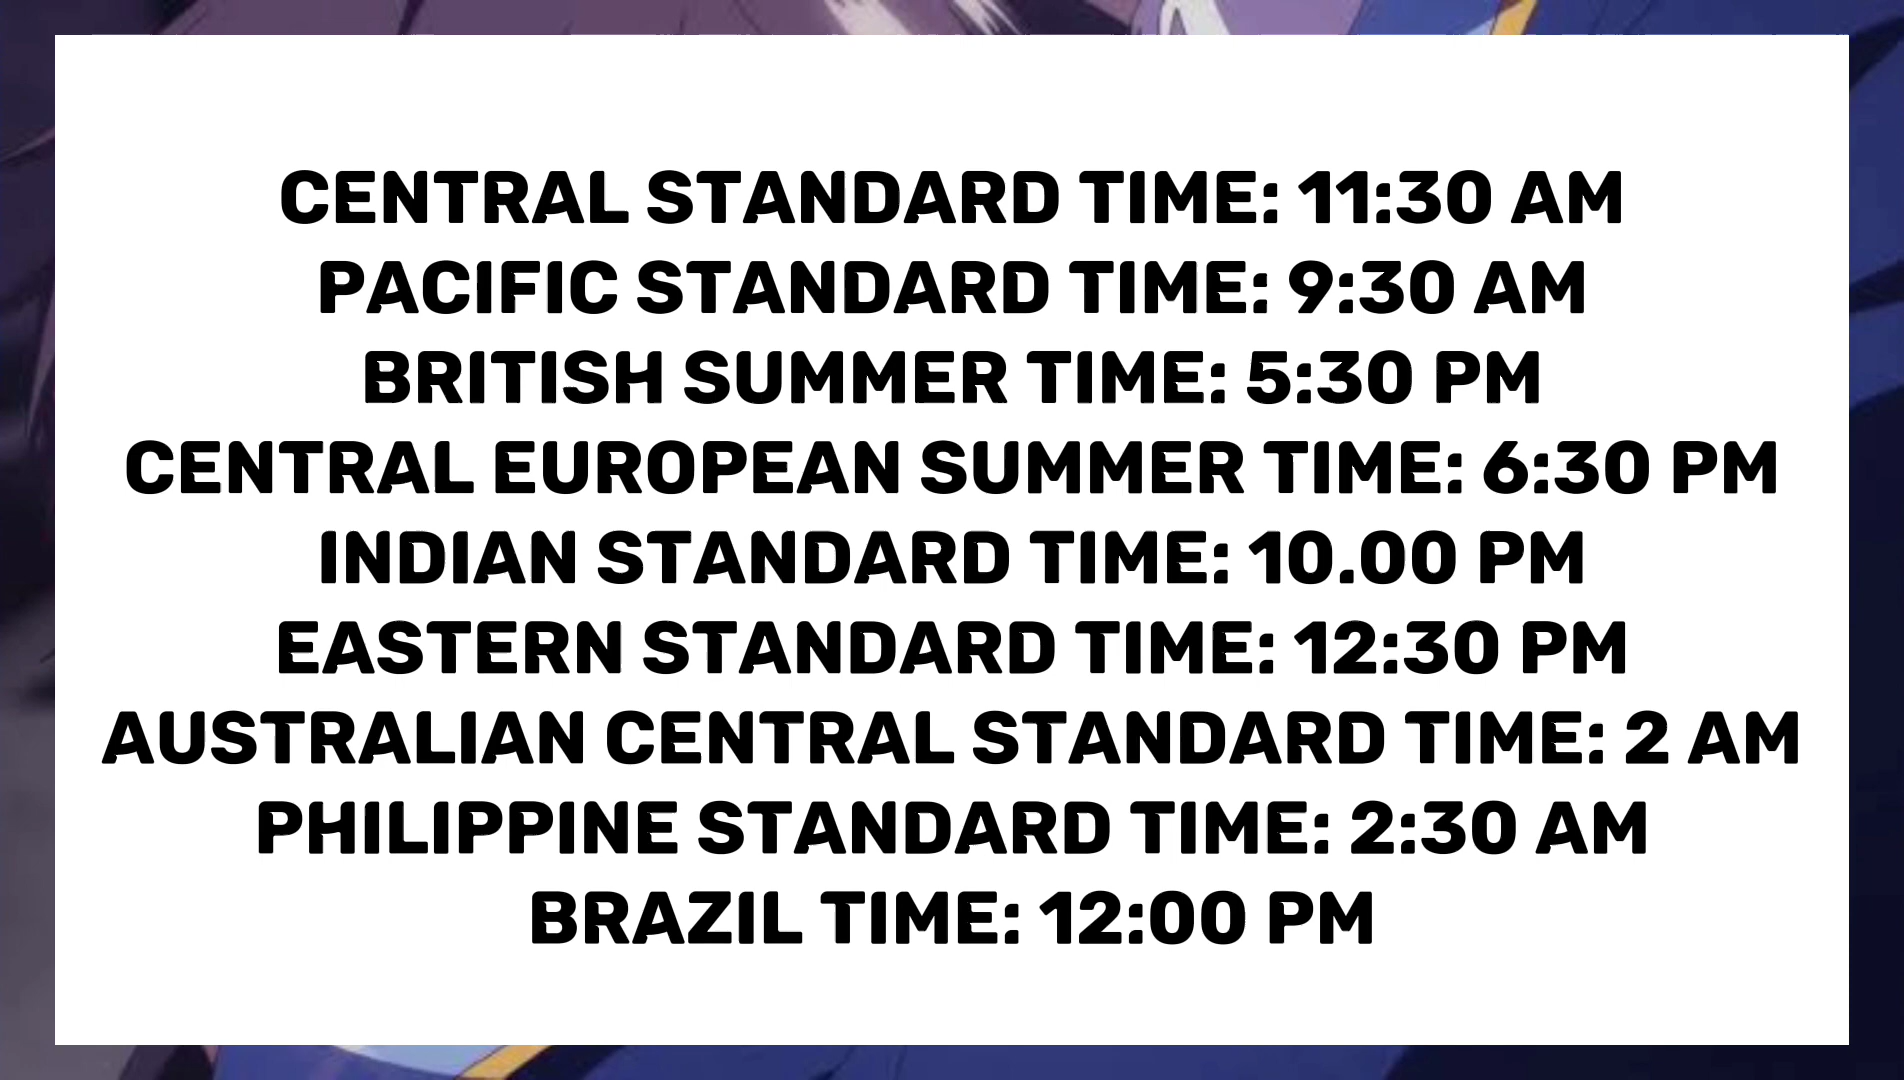 CENTRAL STANDARD TIME: 11:30 AM
PACIFIC STANDARD TIME: 9:30 AM
BRITISH SUMMER TIME: 5:30 PM
CENTRAL EUROPEAN SUMMER TIME: 6:30 PM
INDIAN STANDARD TIME: 10.00 PM
EASTERN STANDARD TIME: 12:30 PM
AUSTRALIAN CENTRAL STANDARD TIME: 2 AM
PHILIPPINE STANDARD TIME: 2:30 AM
BRAZIL TIME: 12:00 PM